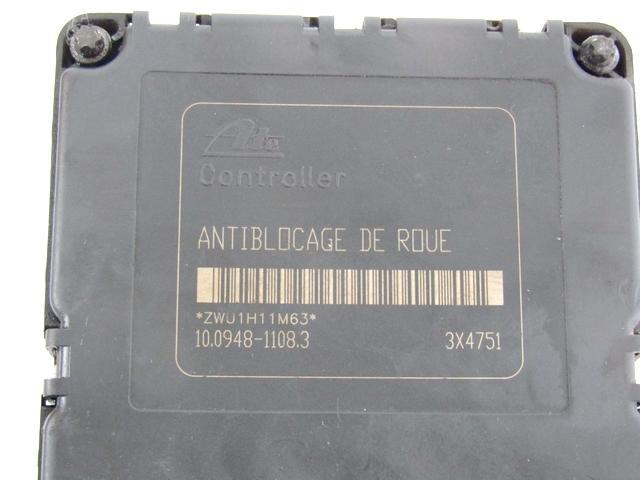 Ate
Controller
ANTIBLOCAGE DE ROUE
*ZWU1H11M63*
10.0948-1108.3 3X4751